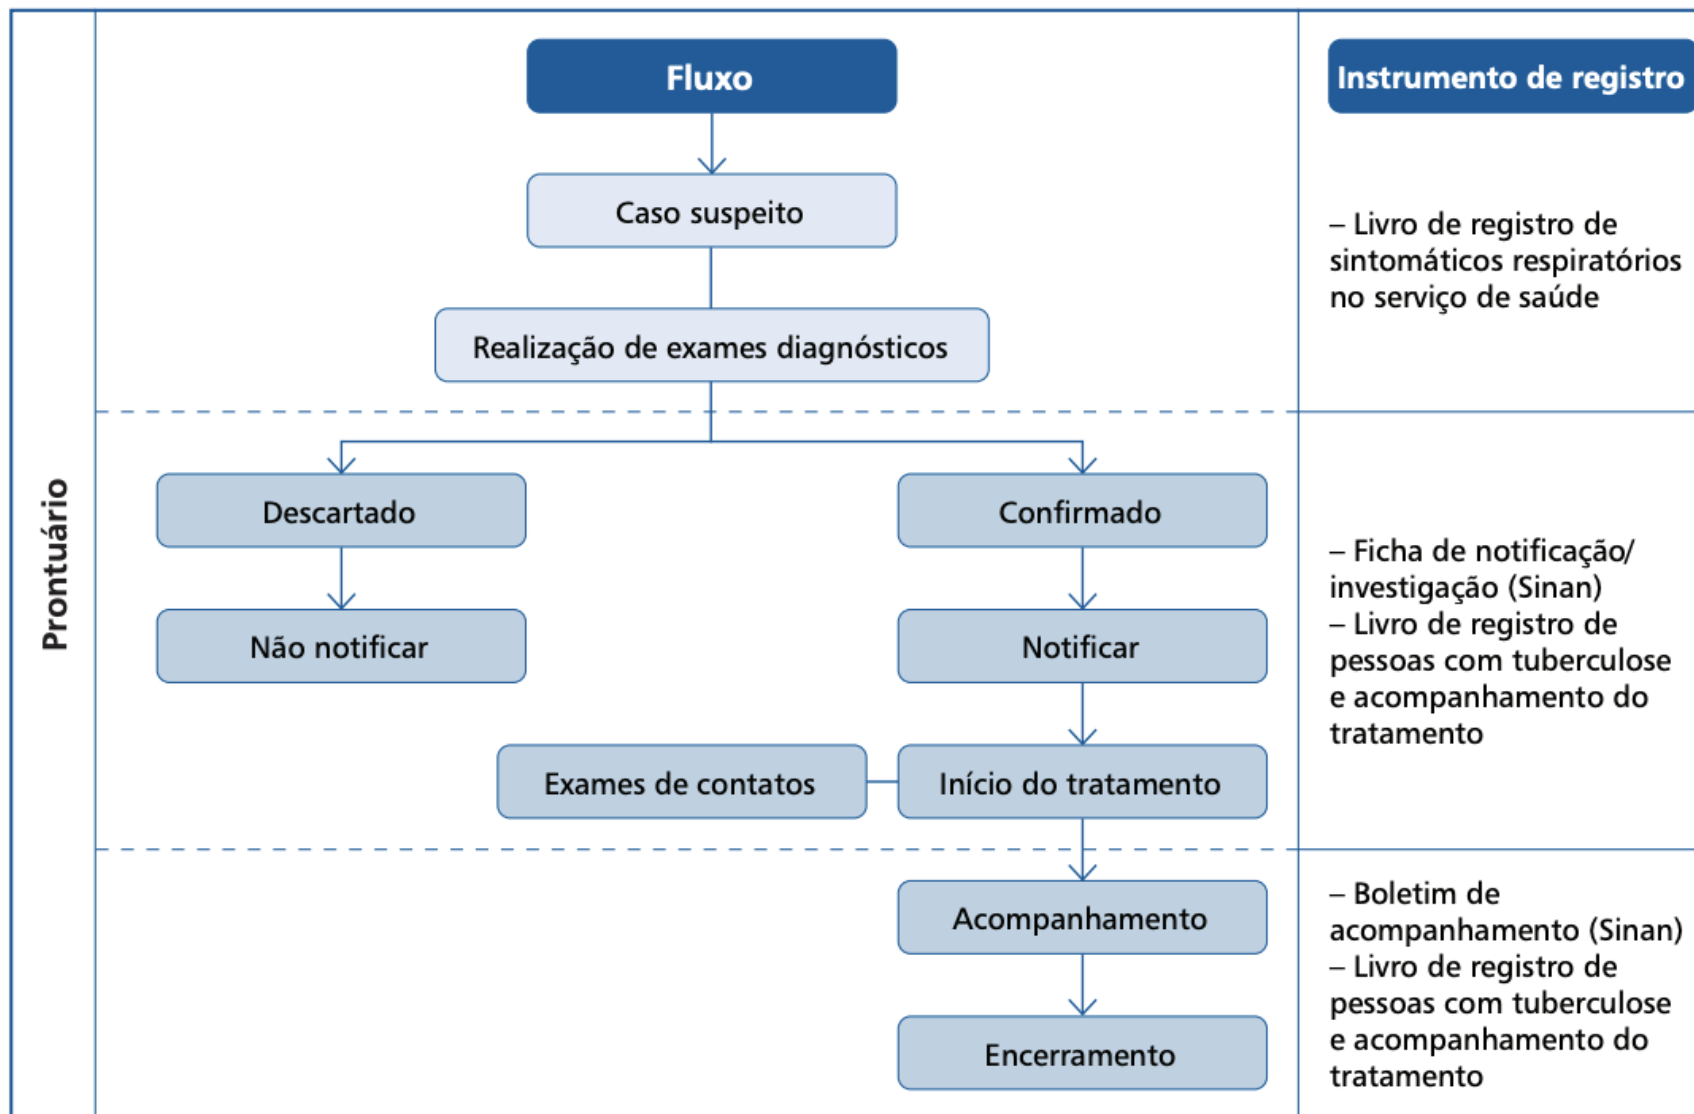 Fluxo
Instrumento de registro
Caso suspeito
– Livro de registro de
sintomáticos respiratórios
no serviço de saúde
Realização de exames diagnósticos
Prontuário
Descartado
Confirmado
Não notificar
Notificar
Exames de contatos
Início do tratamento
– Ficha de notificação/
investigação (Sinan)
– Livro de registro de
pessoas com tuberculose
e acompanhamento do
tratamento
Acompanhamento
Encerramento
– Boletim de
acompanhamento (Sinan)
– Livro de registro de
pessoas com tuberculose
e acompanhamento do
tratamento